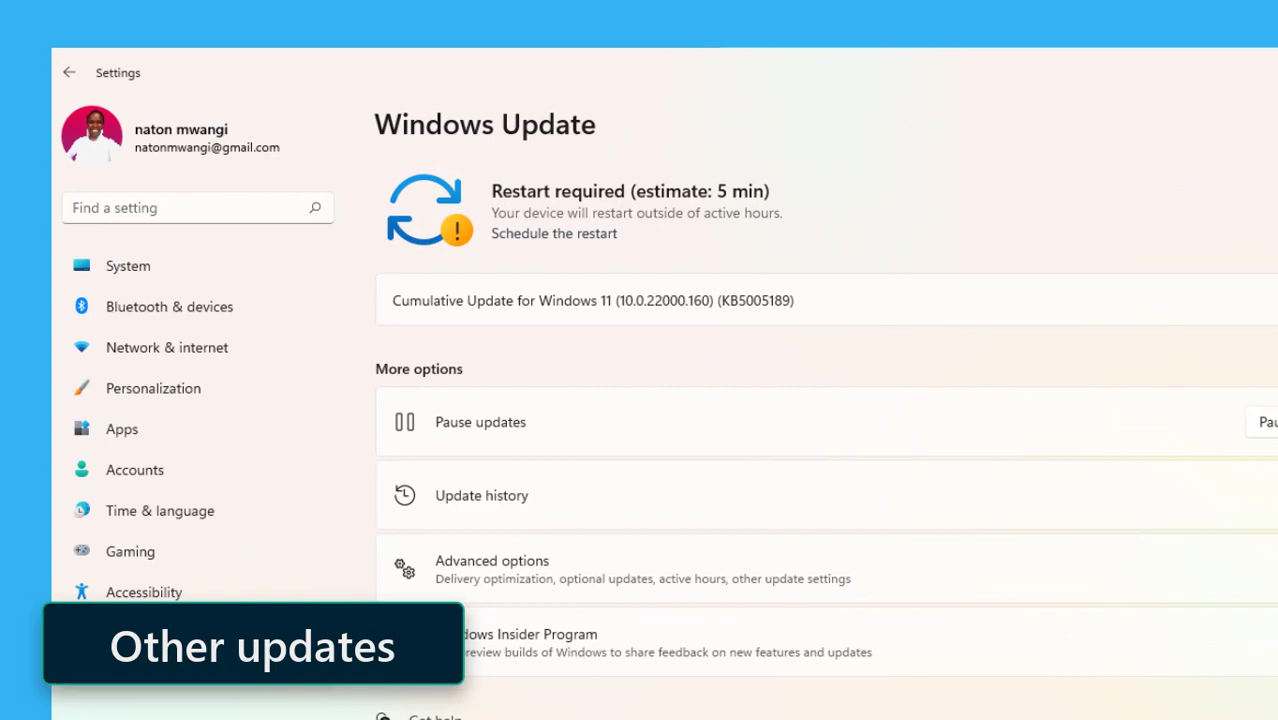 Settings
naton mwangi
natonmwangi@gmail.com
Find a setting
System
Bluetooth & devices
Network & internet
Personalization
Apps
Accounts
Time & language
Gaming
Accessibility
Other updates
Windows Update
Restart required (estimate: 5 min)
Your device will restart outside of active hours.
Schedule the restart
Cumulative Update for Windows 11 (10.0.22000.160) (KB5005189)
More options
Pause updates
Update history
Advanced options
Delivery optimization, optional updates, active hours, other update settings
Insider Program
builds of Windows to share feedback on new features and updates
Get help